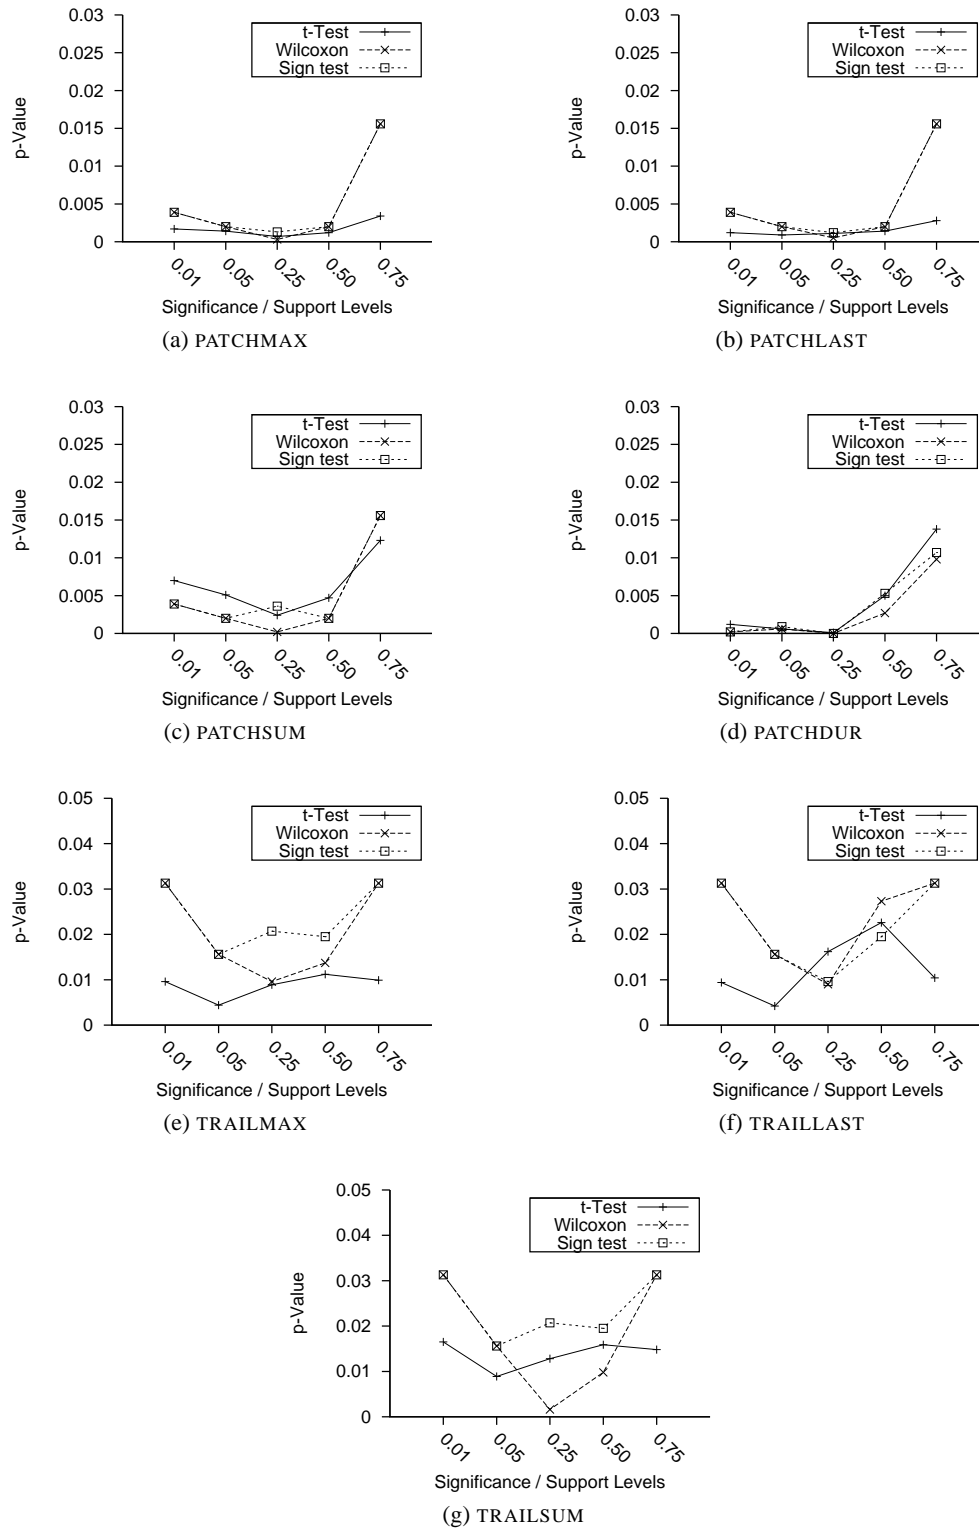 0.03
0.025
0.02
0.015
0.01
0.005
0
p-Value
t-Test
Wilcoxon
Sign test
0.01
0.05
0.25
0.50
0.75
Significance / Support Levels
(a) PATCHMAX
0.03
0.025
0.02
0.015
0.01
0.005
0
p-Value
t-Test
Wilcoxon
Sign test
0.01
0.05
0.25
0.50
0.75
Significance / Support Levels
(b) PATCHLAST
0.03
0.025
0.02
0.015
0.01
0.005
0
p-Value
t-Test
Wilcoxon
Sign test
0.01
0.05
0.25
0.50
0.75
Significance / Support Levels
(c) PATCHSUM
0.03
0.025
0.02
0.015
0.01
0.005
0
p-Value
t-Test
Wilcoxon
Sign test
0.01
0.05
0.25
0.50
0.75
Significance / Support Levels
(d) PATCHDUR
0.05
0.04
0.03
0.02
0.01
0
p-Value
t-Test
Wilcoxon
Sign test
0.01
0.05
0.25
0.50
0.75
Significance / Support Levels
(e) TRAILMAX
0.05
0.04
0.03
0.02
0.01
0
p-Value
t-Test
Wilcoxon
Sign test
0.01
0.05
0.25
0.50
0.75
Significance / Support Levels
(f) TRAILLAST
0.05
0.04
0.03
0.02
0.01
0
p-Value
t-Test
Wilcoxon
Sign test
0.01
0.05
0.25
0.50
0.75
Significance / Support Levels
(g) TRAILSUM